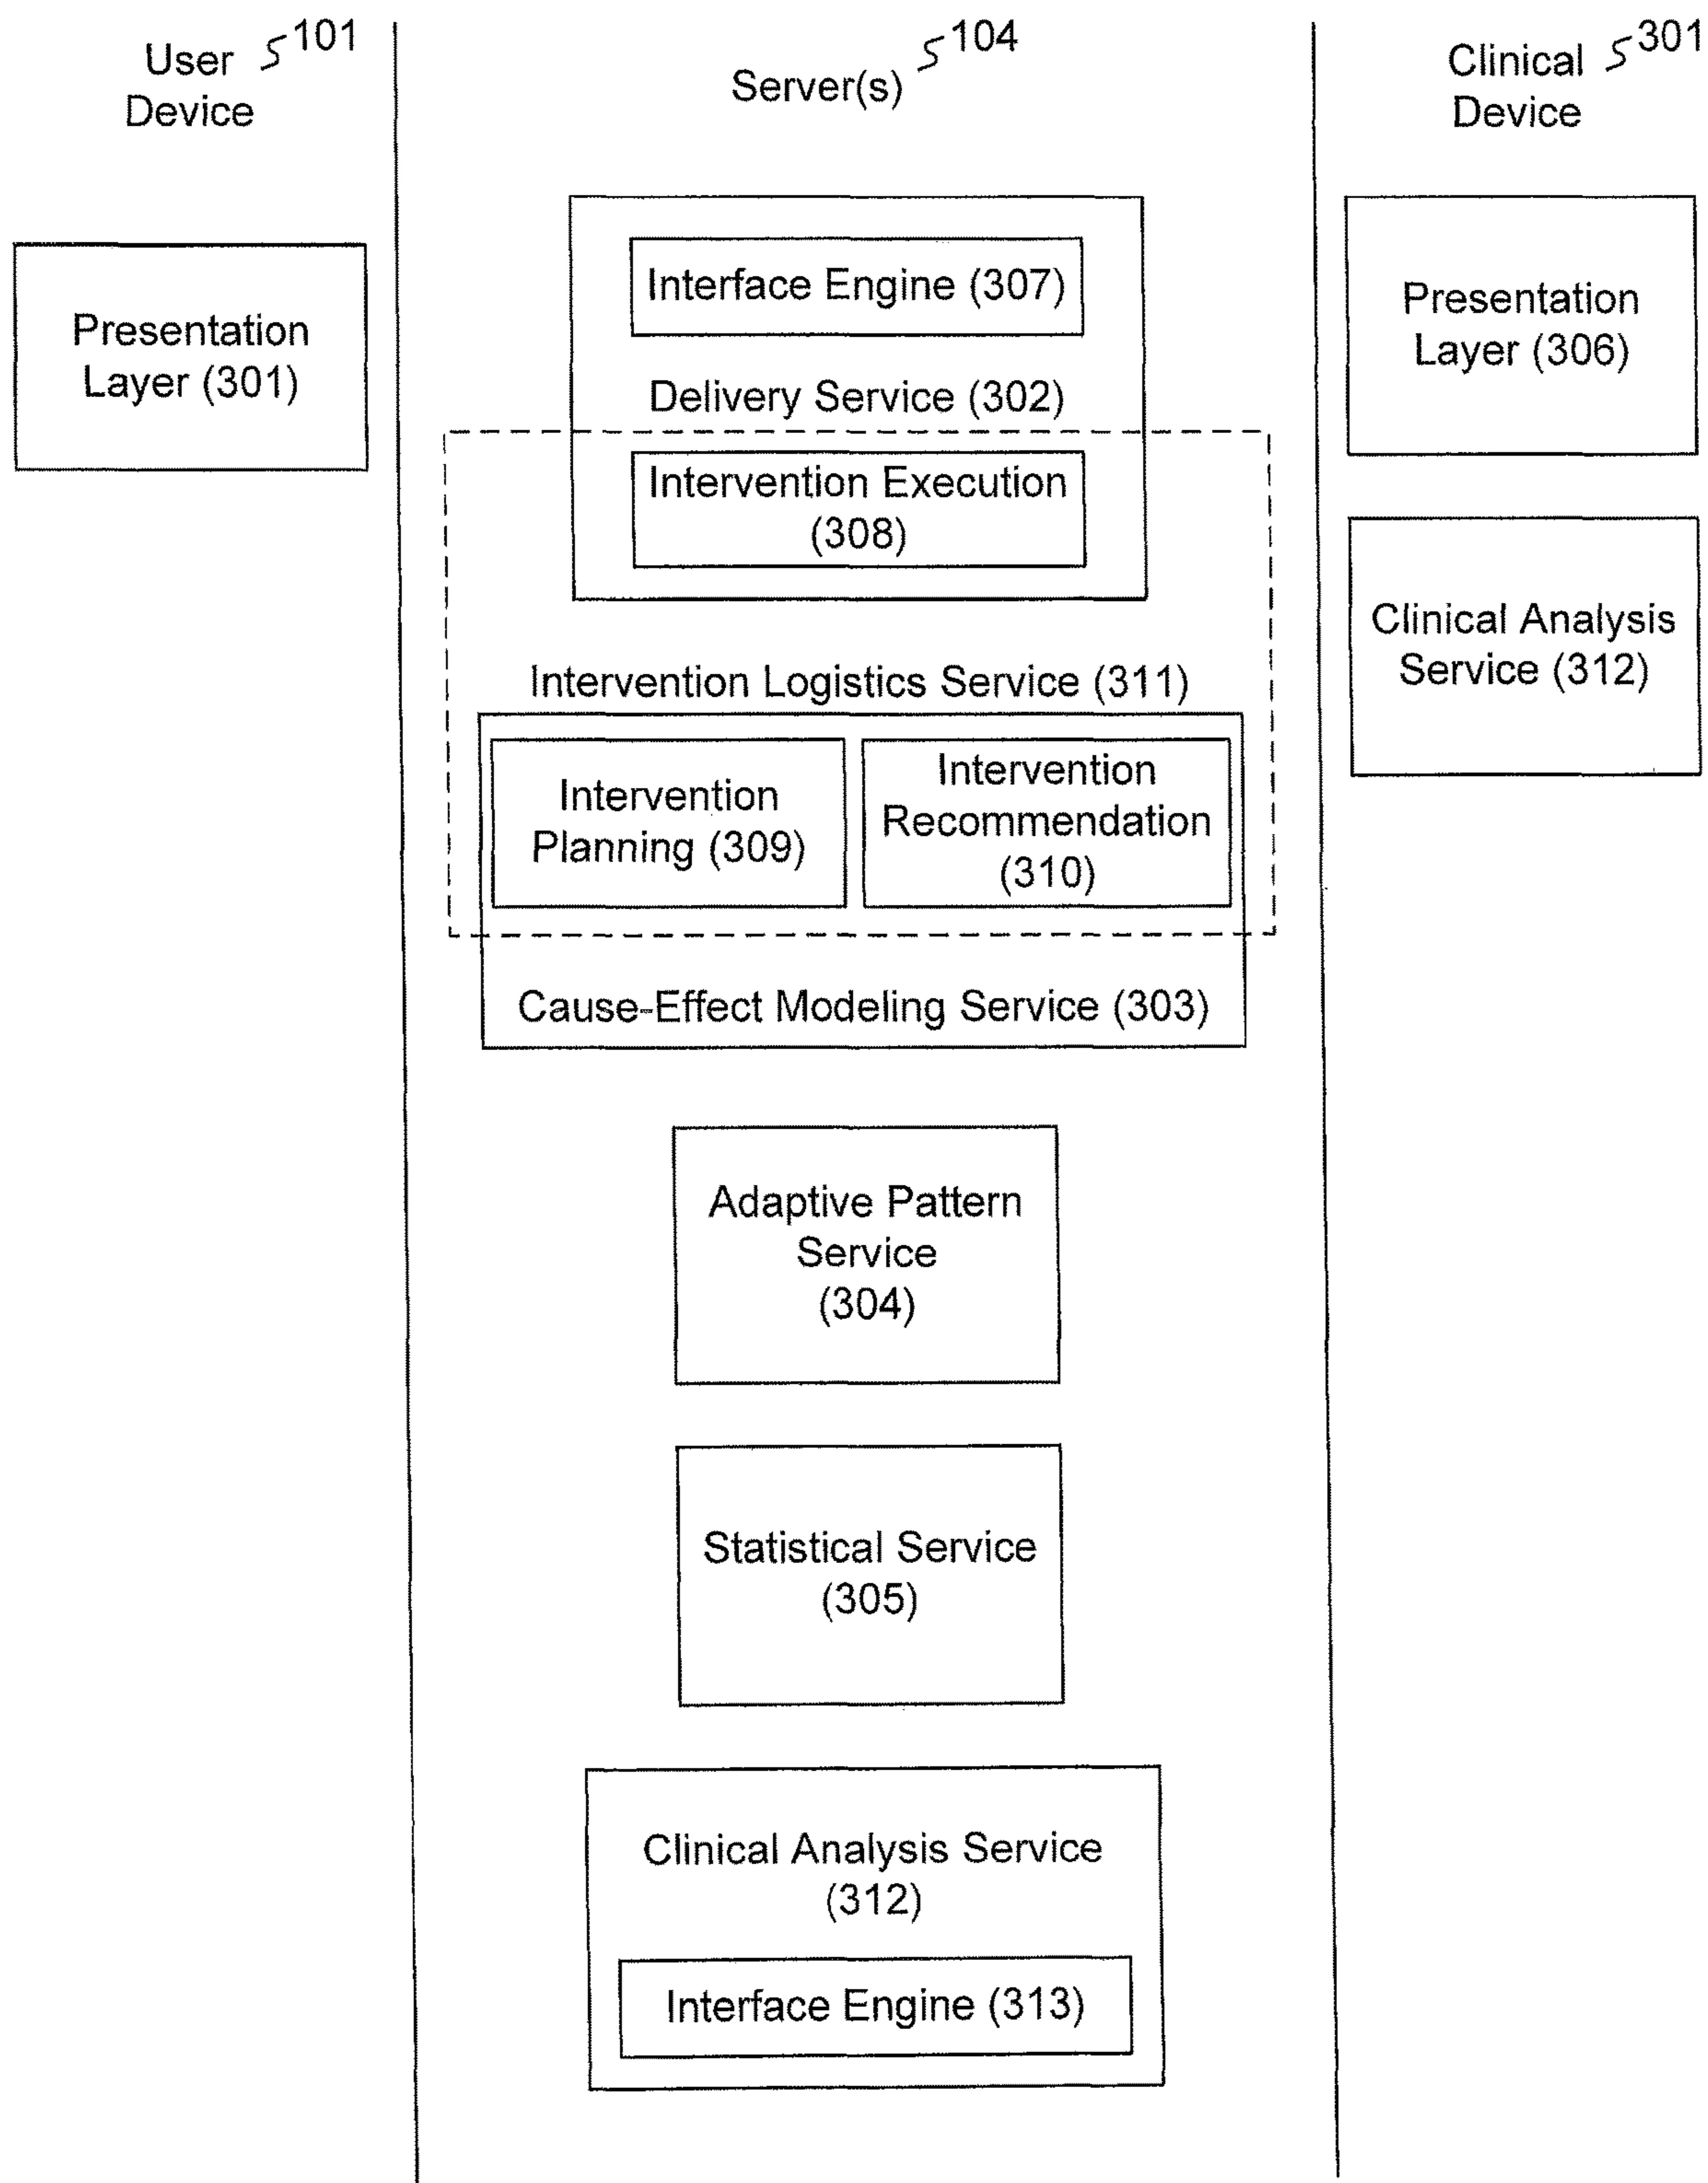 User 101
Device
Server(s) 104
Clinical 301
Device
Presentation
Layer (301)
Interface Engine (307)
Delivery Service (302)
Intervention Execution
(308)
Intervention Logistics Service (311)
Intervention
Planning (309)
Intervention
Recommendation
(310)
Cause-Effect Modeling Service (303)
Adaptive Pattern
Service
(304)
Statistical Service
(305)
Clinical Analysis Service
(312)
Interface Engine (313)
Presentation
Layer (306)
Clinical Analysis
Service (312)